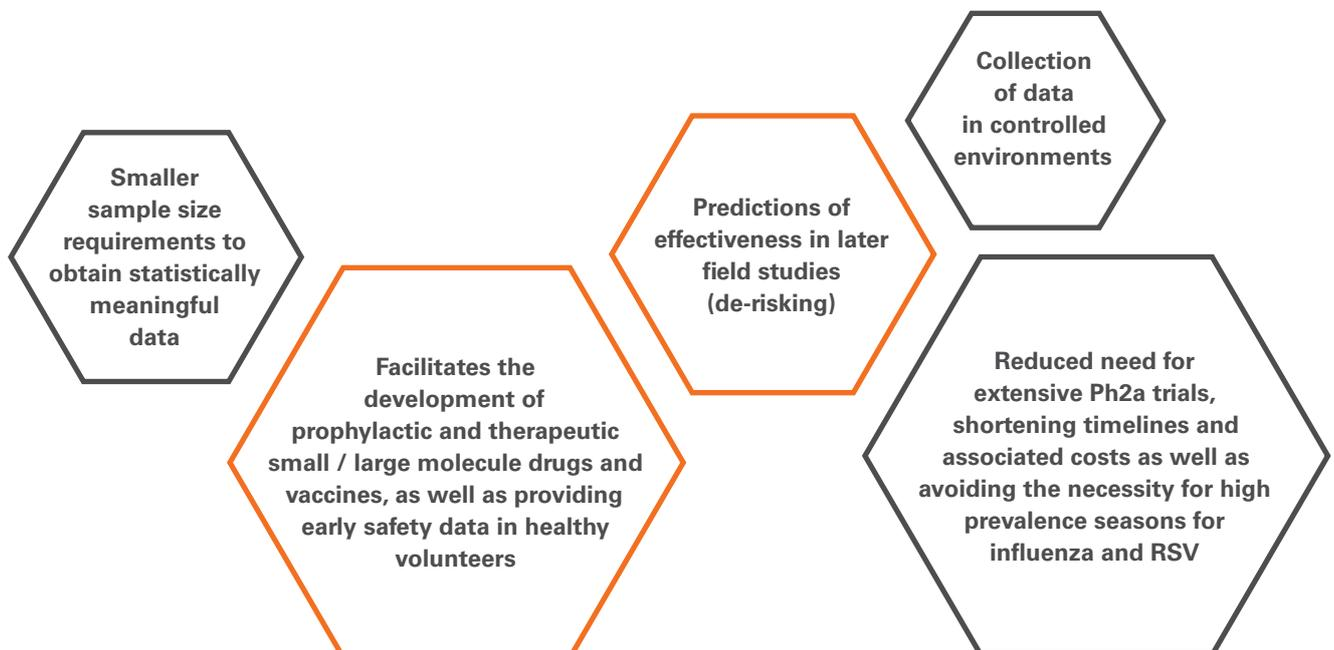 Smaller
sample size
requirements to
obtain statistically
meaningful
data
Facilitates the
development of
prophylactic and therapeutic
small / large molecule drugs and
vaccines, as well as providing
early safety data in healthy
volunteers
Predictions of
effectiveness in later
field studies
(de-risking)
Collection
of data
in controlled
environments
Reduced need for
extensive Ph2a trials,
shortening timelines and
associated costs as well as
avoiding the necessity for high
prevalence seasons for
influenza and RSV